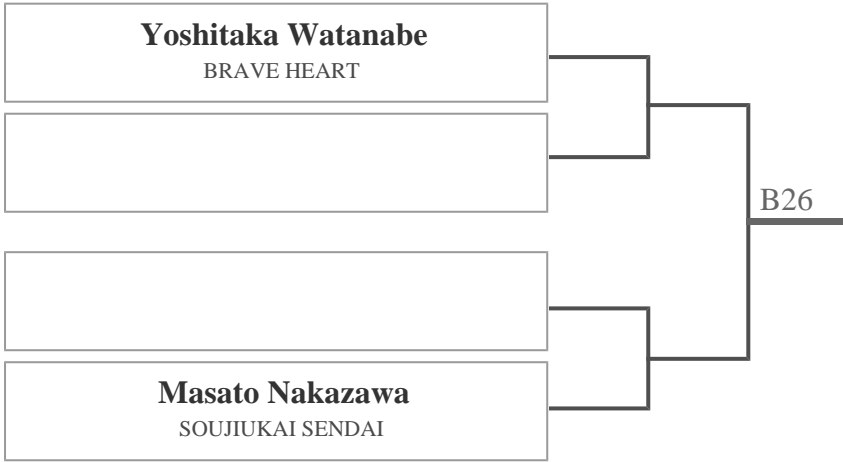 Yoshitaka Watanabe
BRAVE HEART
B26
Masato Nakazawa
SOUJIUKAI SENDAI